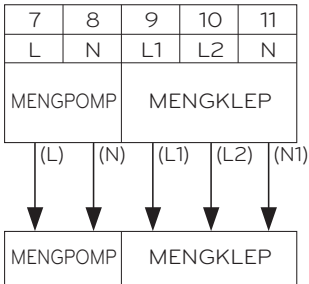 7 8 9 10 11
L N L1 L2 N
MENGPOMP MENGKLEP
(L) (N) (L1) (L2) (N1)
MENGPOMP MENGKLEP